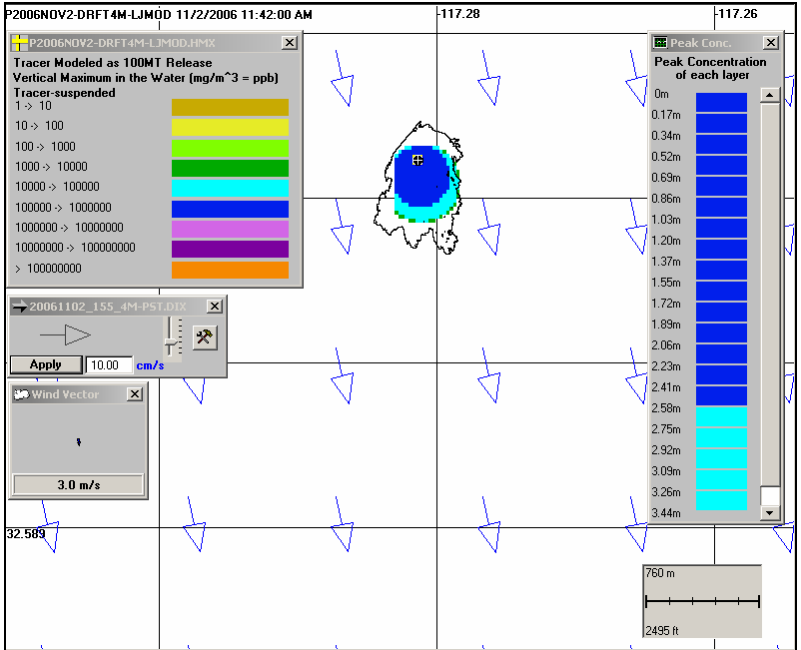 P2006NOV2-DRFT4M-LJMOD 11/2/2006 11:42:00 AM
-117.28
-117.26
P2006NOV2-DRFT4M-LJMOD.HMX
Tracer Modeled as 100MT Release
Vertical Maximum in the Water (mg/m^3 = ppb)
Tracer-suspended
1 -> 10
10 -> 100
100 -> 1000
1000 -> 10000
10000 -> 100000
100000 -> 1000000
1000000 -> 10000000
10000000 -> 100000000
> 100000000
20061102_155_4M-PST.DIX
Apply 10.00 cm/s
Wind Vector
3.0 m/s
32.589
Peak Conc.
Peak Concentration
of each layer
0m
0.17m
0.34m
0.52m
0.69m
0.86m
1.03m
1.20m
1.37m
1.55m
1.72m
1.89m
2.06m
2.23m
2.41m
2.58m
2.75m
2.92m
3.09m
3.26m
3.44m
760 m
2495 ft